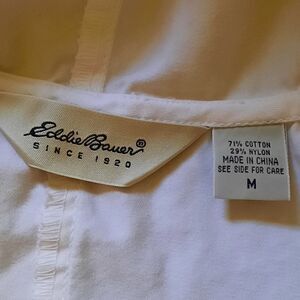 Eddie Bauer®
SINCE 1920
71% COTTON
29% NYLON
MADE IN CHINA
SEE SIDE FOR CARE
M